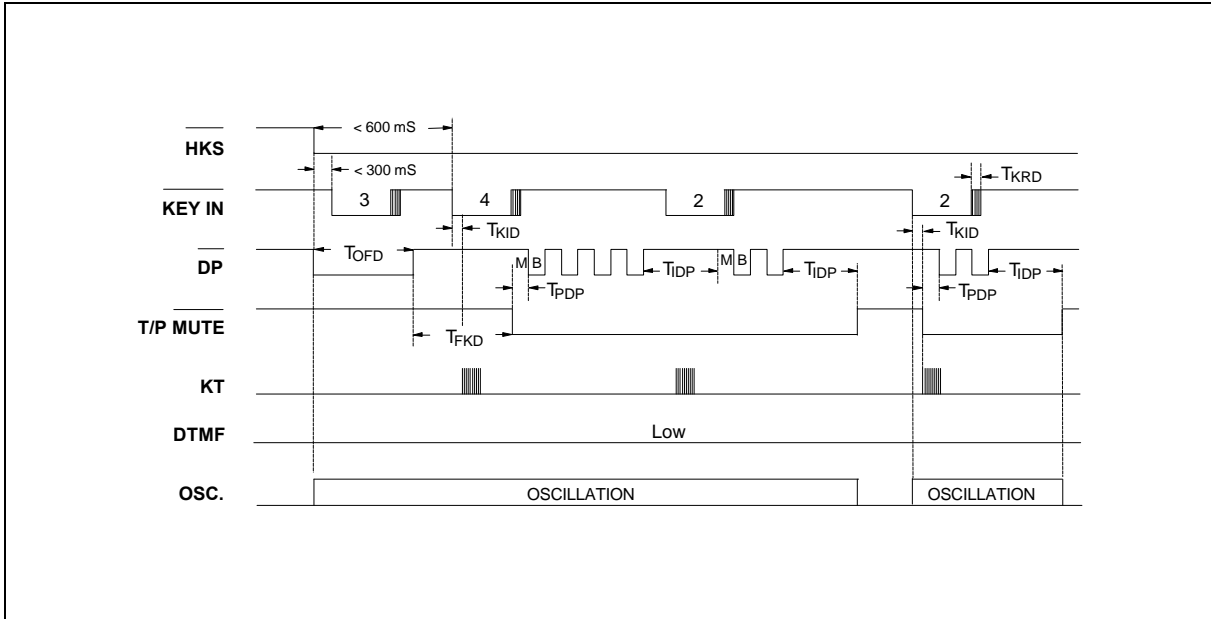 < 600 mS
HKS
< 300 mS
TKRD
KEY IN
3
4
2
2
TKID
TKID
TOFD
DP
M B
TIDP
M B
TIDP
TIDP
TPDP
TPDP
T/P MUTE
TFKD
KT
DTMF
Low
OSC.
OSCILLATION
OSCILLATION